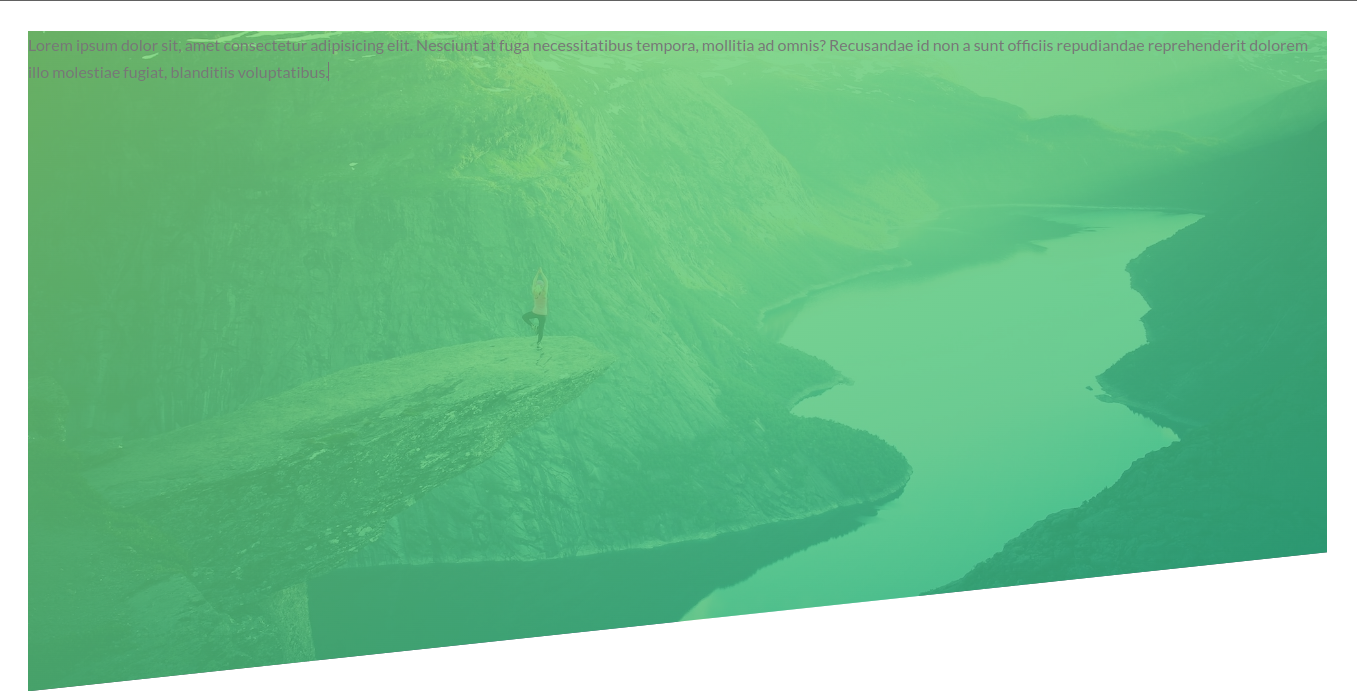 Lorem ipsum dolor sit, amet consectetur adipisicing elit. Nesciunt at fuga necessitatibus tempora, mollitia ad omnis? Recusandae id non a sunt officiis repudiandae reprehenderit dolorem
illo molestiae fugiat, blanditiis voluptatibus.